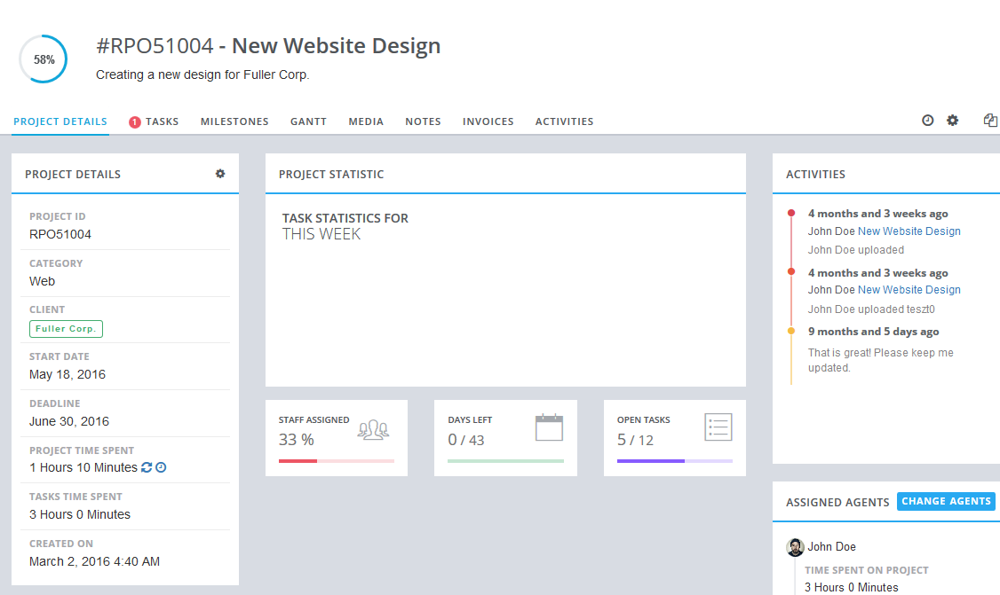 58%
#RPO51004 - New Website Design
Creating a new design for Fuller Corp.
PROJECT DETAILS
1 TASKS
MILESTONES
GANTT
MEDIA
NOTES
INVOICES
ACTIVITIES
PROJECT DETAILS
PROJECT ID
RPO51004
CATEGORY
Web
CLIENT
Fuller Corp.
START DATE
May 18, 2016
DEADLINE
June 30, 2016
PROJECT TIME SPENT
1 Hours 10 Minutes
TASKS TIME SPENT
3 Hours 0 Minutes
CREATED ON
March 2, 2016 4:40 AM
PROJECT STATISTIC
TASK STATISTICS FOR
THIS WEEK
STAFF ASSIGNED
33 %
DAYS LEFT
0 / 43
OPEN TASKS
5 / 12
ACTIVITIES
4 months and 3 weeks ago
John Doe New Website Design
John Doe uploaded
4 months and 3 weeks ago
John Doe New Website Design
John Doe uploaded teszt0
9 months and 5 days ago
That is great! Please keep me
updated.
ASSIGNED AGENTS
CHANGE AGENTS
John Doe
TIME SPENT ON PROJECT
3 Hours 0 Minutes